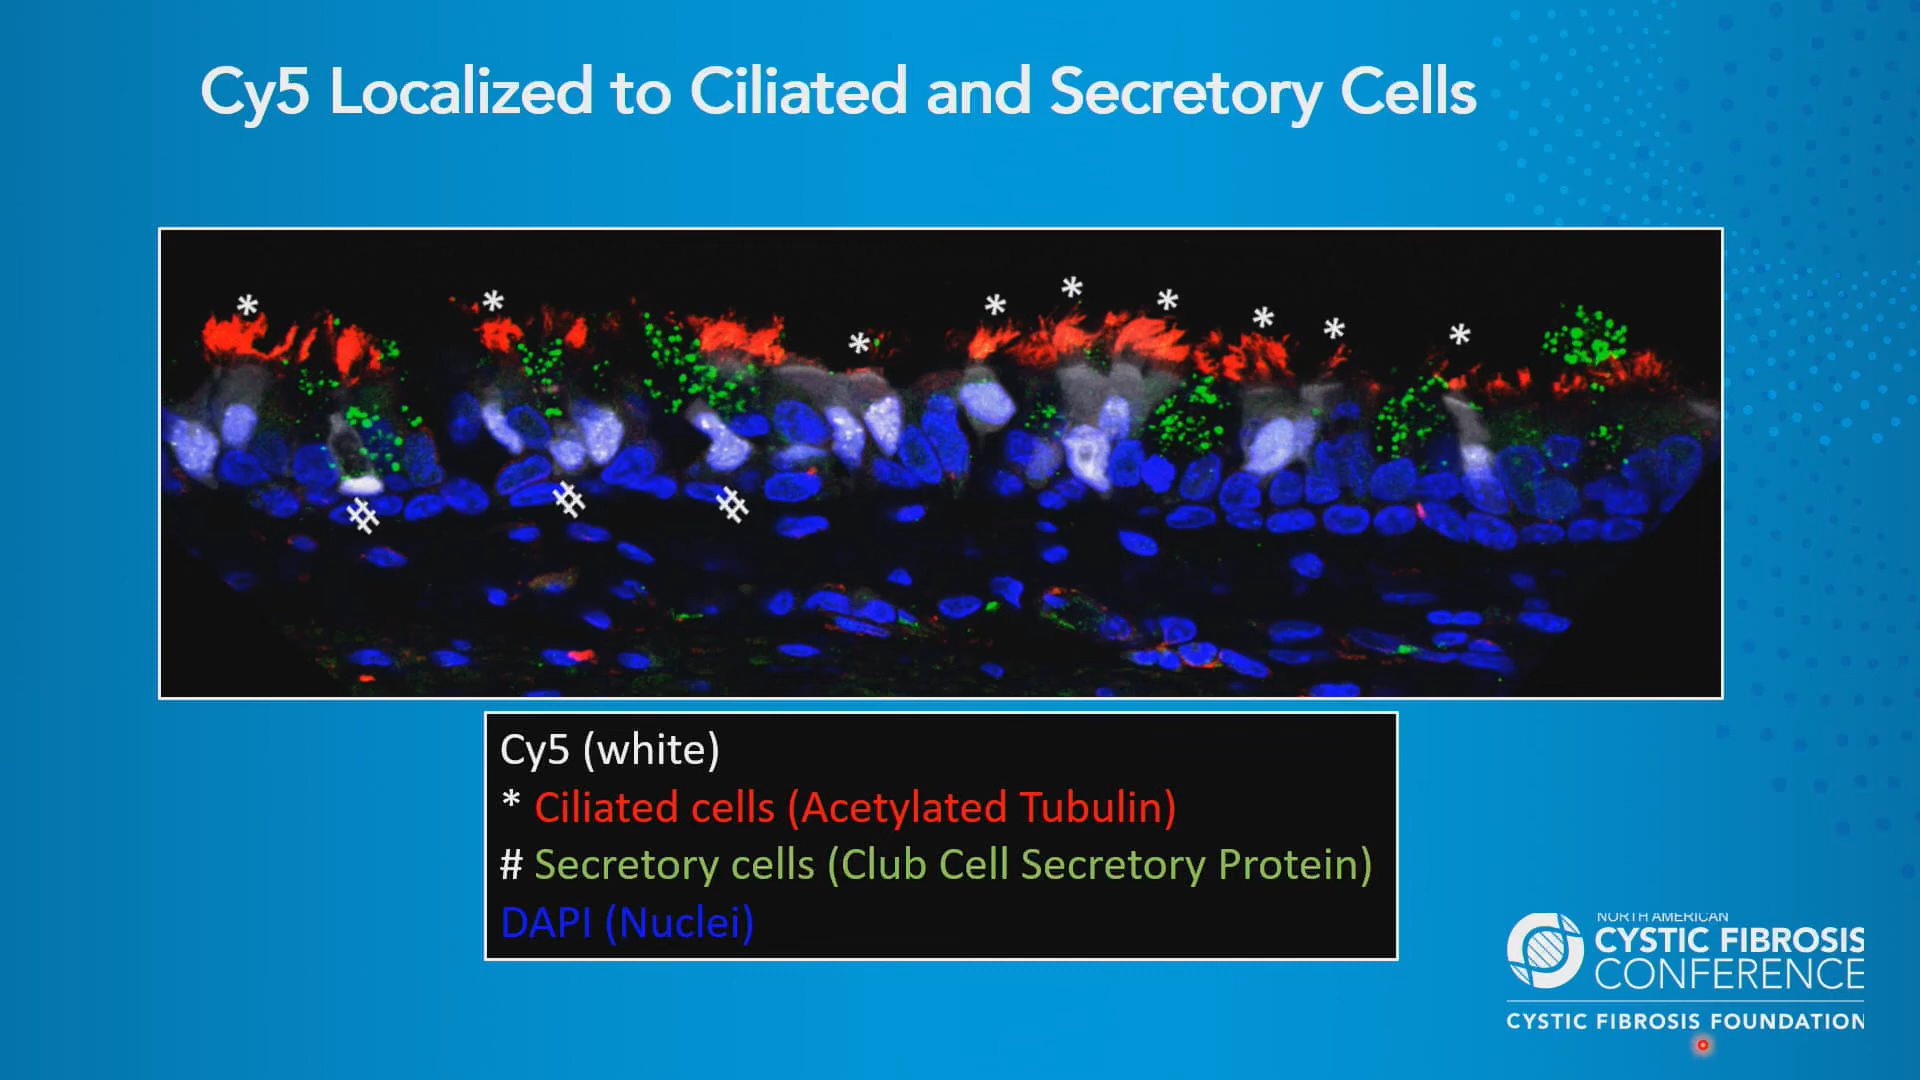 Cy5 Localized to Ciliated and Secretory Cells
* * * * * * * * *
# # #
Cy5 (white)
* Ciliated cells (Acetylated Tubulin)
# Secretory cells (Club Cell Secretory Protein)
DAPI (Nuclei)
NORTH AMERICAN
CYSTIC FIBROSIS
CONFERENCE
CYSTIC FIBROSIS FOUNDATION